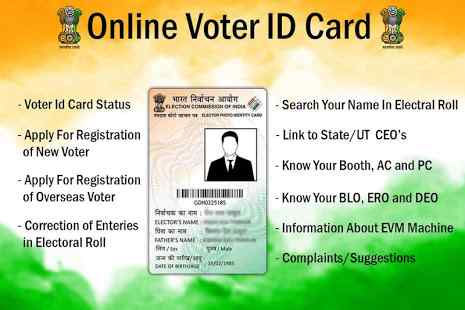 Online Voter ID Card
- Voter Id Card Status
- Apply For Registration
of New Voter
- Apply For Registration
of Overseas Voter
- Correction of Enteries
in Electoral Roll
भारत निर्वाचन आयोग
ELECTION COMMISSION OF INDIA
ELECTOR PHOTO IDENTITY CARD
GDN0225185
निर्वाचक का नाम :
ELECTOR'S NAME :
पिता का नाम :
FATHER'S NAME :
लिंग / Sex : पुरुष / Male
DATE OF BIRTH/AGE
- Search Your Name In Electral Roll
- Link to State/UT CEO's
- Know Your Booth, AC and PC
- Know Your BLO, ERO and DEO
- Information About EVM Machine
- Complaints/Suggestions